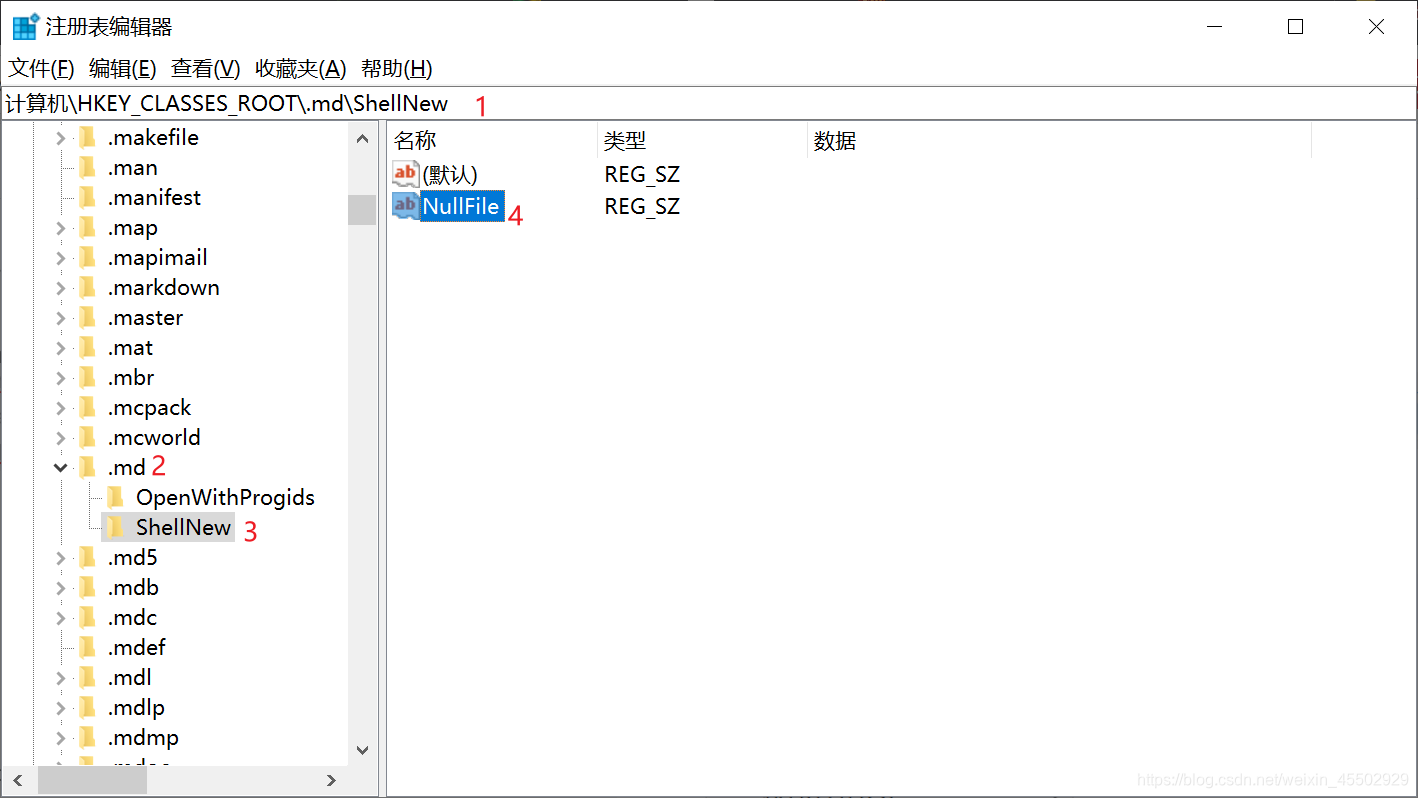 注册表编辑器
文件(F) 编辑(E) 查看(V) 收藏夹(A) 帮助(H)
计算机\HKEY_CLASSES_ROOT\.md\ShellNew 1
.makefile
.man
.manifest
.map
.mapimail
.markdown
.master
.mat
.mbr
.mcpack
.mcworld
.md 2
OpenWithProgids
ShellNew 3
.md5
.mdb
.mdc
.mdef
.mdl
.mdlp
.mdmp
名称 类型 数据
ab (默认) REG_SZ
ab NullFile 4 REG_SZ
https://blog.csdn.net/weixin_45502929